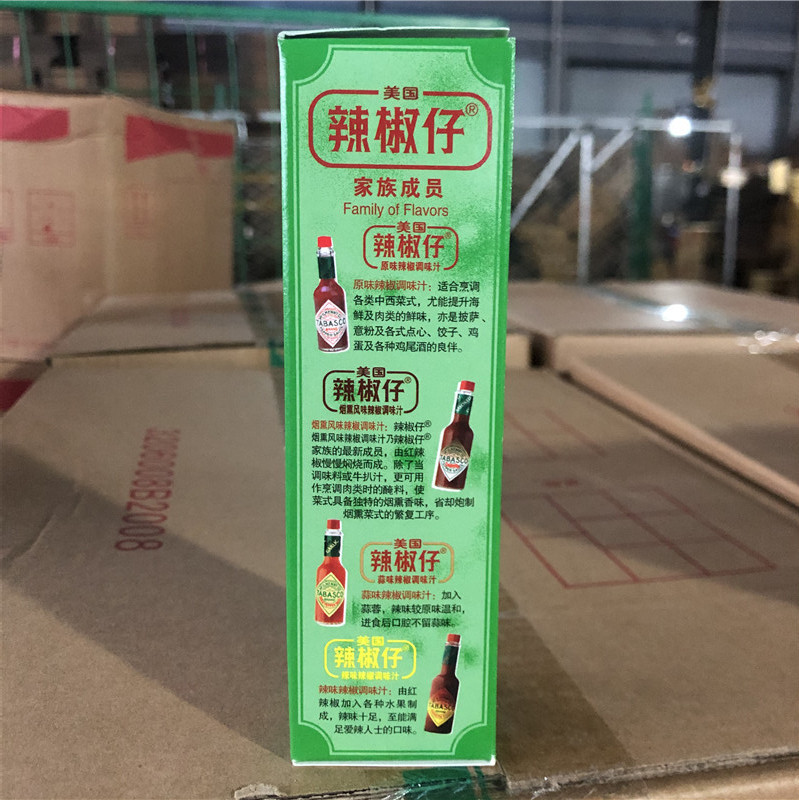 美国
辣椒仔®
家族成员
Family of Flavors
美国
辣椒仔®
原味辣椒调味汁
TABASCO
原味辣椒调味汁：适合烹调
各类中西菜式，尤能提升海
鲜及肉类的鲜味，亦是披萨、
意粉及各式点心、饺子、鸡
蛋及各种鸡尾酒的良伴。
美国
辣椒仔®
烟熏风味辣椒调味汁
烟熏风味辣椒调味汁：辣椒仔®
烟熏风味辣椒调味汁乃辣椒仔®
家族的最新成员，由红辣
椒慢慢焖烧而成。除了当
调味料或牛扒汁，更可用
作烹调肉类时的醃料，使
菜式具备独特的烟熏香味，省却炮制
烟熏菜式的繁复工序。
TABASCO
美国
辣椒仔®
蒜味辣椒调味汁
GARLIC
TABASCO
蒜味辣椒调味汁：加入
蒜蓉，辣味较原味温和，
进食后口腔不留蒜味。
美国
辣椒仔®
辣味辣椒调味汁
TABASCO
辣味辣椒调味汁：由红
辣椒加入各种水果制
成，辣味十足，至能满
足爱辣人士的口味。
3296008B2008